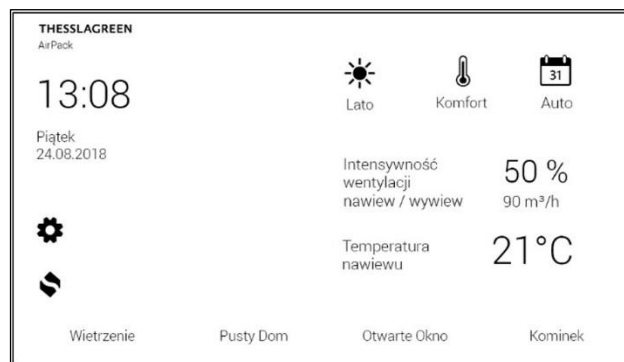 THESSLAGREEN
AirPack
13:08
Piątek
24.08.2018
31
Lato Komfort Auto
Intensywność
wentylacji
nawiew / wywiew
50 %
90 m³/h
Temperatura
nawiewu
21°C
Wietrzenie Pusty Dom Otwarte Okno Kominek